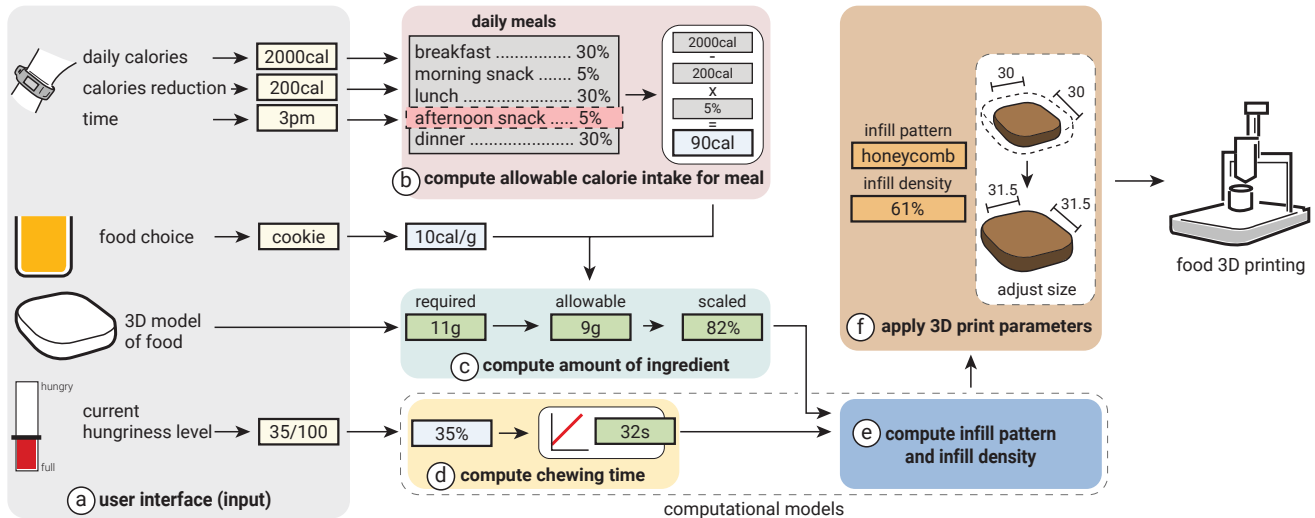 daily calories
2000cal
calories reduction
200cal
time
3pm
food choice
cookie
3D model
of food
hungry
full
current
hungriness level
35/100
a user interface (input)
daily meals
breakfast ................ 30%
morning snack ....... 5%
lunch ...................... 30%
afternoon snack ..... 5%
dinner ..................... 30%
2000cal
-
200cal
x
5%
=
90cal
b compute allowable calorie intake for meal
10cal/g
required
11g
allowable
9g
scaled
82%
c compute amount of ingredient
35%
32s
d compute chewing time
e compute infill pattern
and infill density
computational models
infill pattern
honeycomb
infill density
61%
30
30
31.5
31.5
adjust size
f apply 3D print parameters
food 3D printing